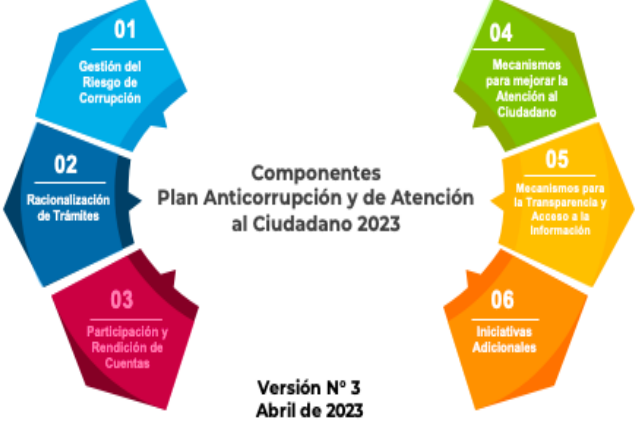 01
Gestión del
Riesgo de
Corrupción
02
Racionalización
de Trámites
03
Participación y
Rendición de
Cuentas
Componentes
Plan Anticorrupción y de Atención
al Ciudadano 2023
04
Mecanismos
para mejorar la
Atención al
Ciudadano
05
Mecanismos para
la Transparencia y
Acceso a la
Información
06
Iniciativas
Adicionales
Versión N° 3
Abril de 2023